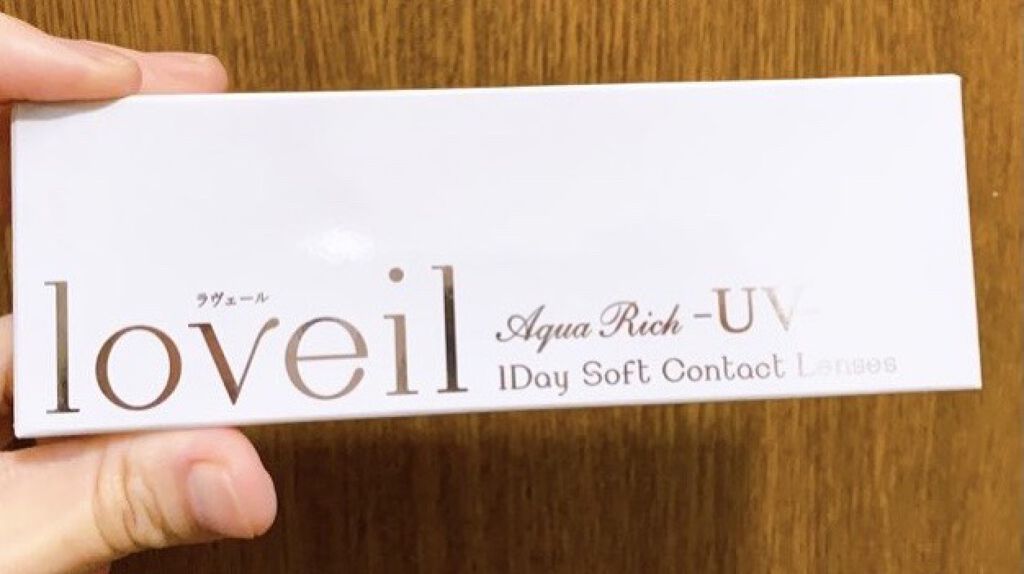 ラヴェール
loveil
Aqua Rich -UV-
1Day Soft Contact Lenses